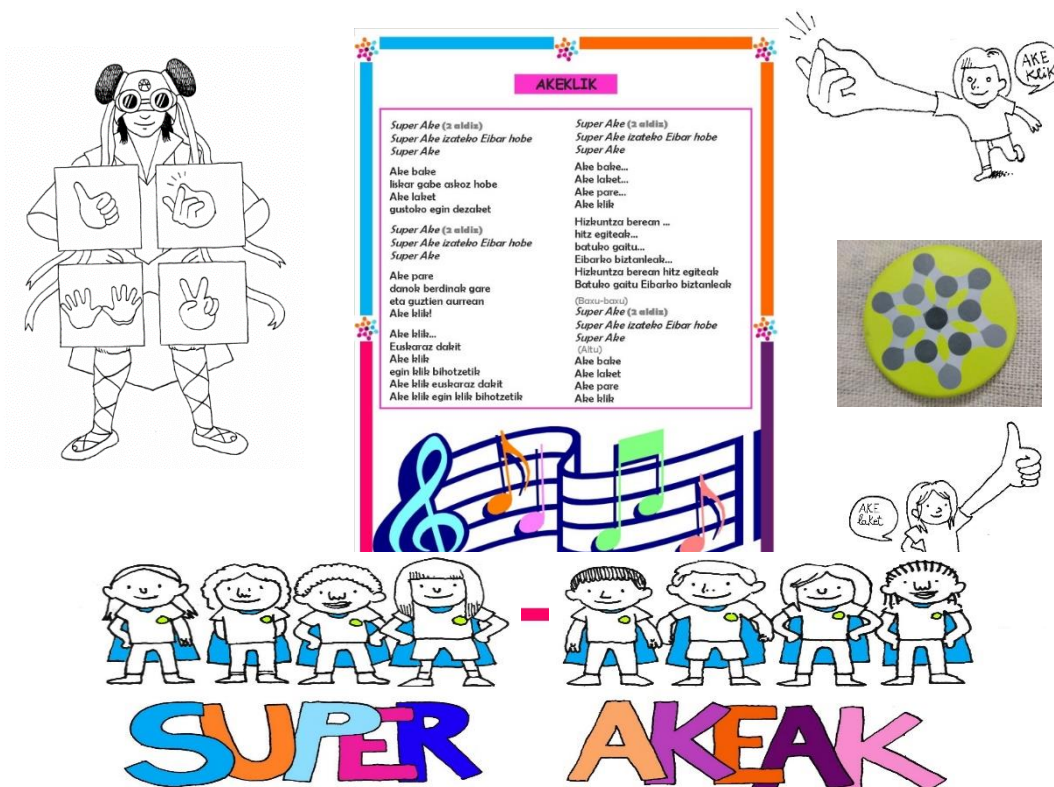 AKEKLIK
Super Ake (2 aldiz)
Super Ake izateko Eibar hobe
Super Ake
Ake bake
liskar gabe askoz hobe
Ake laket
gustoko egin dezaket
Super Ake (2 aldiz)
Super Ake izateko Eibar hobe
Super Ake
Ake pare
danok berdinak gare
eta guztien aurrean
Ake klik!
Ake klik...
Euskaraz dakit
Ake klik
egin klik bihotzetik
Ake klik euskaraz dakit
Ake klik egin klik bihotzetik
Super Ake (2 aldiz)
Super Ake izateko Eibar hobe
Super Ake
Ake bake...
Ake laket...
Ake pare...
Ake klik
Hizkuntza berean ...
hitz egiteak...
batuko gaitu...
Eibarko biztanleak...
Hizkuntza berean hitz egiteak
Batuko gaitu Eibarko biztanleak
(Baxu-baxu)
Super Ake (2 aldiz)
Super Ake izateko Eibar hobe
Super Ake
(Altu)
Ake bake
Ake laket
Ake pare
Ake klik
AKE
KLIK
AKE
laket
SUPER AKEAK